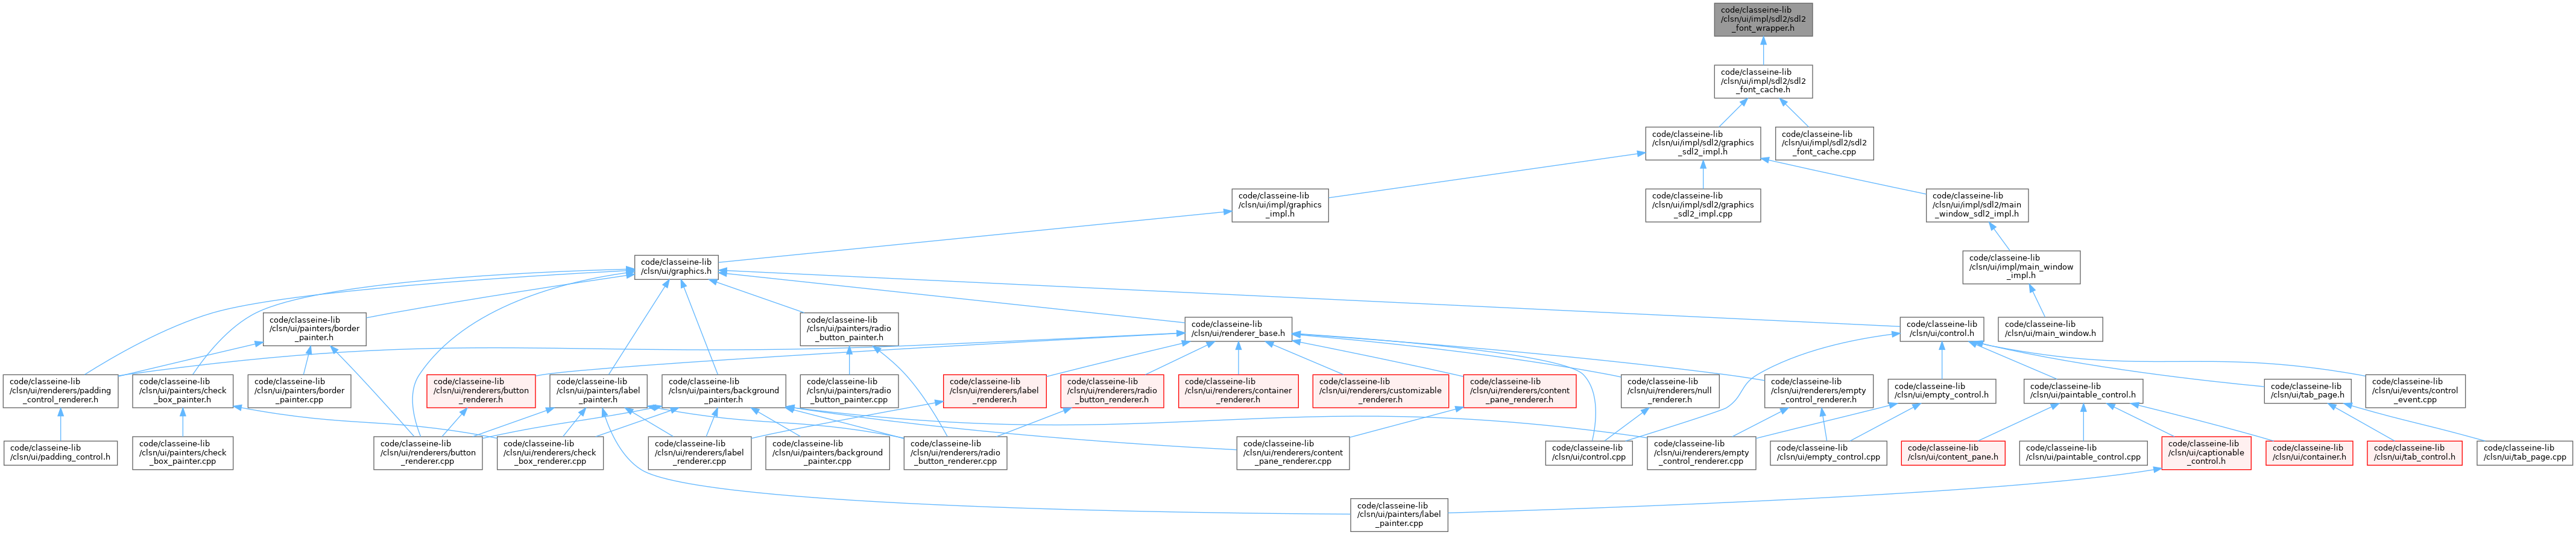 code/classeine-lib
/clsn/ui/impl/sdl2/sdl2
_font_wrapper.h
code/classeine-lib
/clsn/ui/impl/sdl2/sdl2
_font_cache.h
code/classeine-lib
/clsn/ui/impl/sdl2/graphics
_sdl2_impl.h
code/classeine-lib
/clsn/ui/impl/sdl2/sdl2
_font_cache.cpp
code/classeine-lib
/clsn/ui/impl/graphics
_impl.h
code/classeine-lib
/clsn/ui/impl/sdl2/graphics
_sdl2_impl.cpp
code/classeine-lib
/clsn/ui/impl/sdl2/main
_window_sdl2_impl.h
code/classeine-lib
/clsn/ui/graphics.h
code/classeine-lib
/clsn/ui/impl/main_window
_impl.h
code/classeine-lib
/clsn/ui/painters/border
_painter.h
code/classeine-lib
/clsn/ui/painters/radio
_button_painter.h
code/classeine-lib
/clsn/ui/renderer_base.h
code/classeine-lib
/clsn/ui/control.h
code/classeine-lib
/clsn/ui/main_window.h
code/classeine-lib
/clsn/ui/renderers/padding
_control_renderer.h
code/classeine-lib
/clsn/ui/painters/check
_box_painter.h
code/classeine-lib
/clsn/ui/painters/border
_painter.cpp
code/classeine-lib
/clsn/ui/renderers/button
_renderer.h
code/classeine-lib
/clsn/ui/painters/label
_painter.h
code/classeine-lib
/clsn/ui/painters/background
_painter.h
code/classeine-lib
/clsn/ui/painters/radio
_button_painter.cpp
code/classeine-lib
/clsn/ui/renderers/label
_renderer.h
code/classeine-lib
/clsn/ui/renderers/radio
_button_renderer.h
code/classeine-lib
/clsn/ui/renderers/container
_renderer.h
code/classeine-lib
/clsn/ui/renderers/customizable
_renderer.h
code/classeine-lib
/clsn/ui/renderers/content
_pane_renderer.h
code/classeine-lib
/clsn/ui/renderers/null
_renderer.h
code/classeine-lib
/clsn/ui/renderers/empty
_control_renderer.h
code/classeine-lib
/clsn/ui/empty_control.h
code/classeine-lib
/clsn/ui/paintable_control.h
code/classeine-lib
/clsn/ui/tab_page.h
code/classeine-lib
/clsn/ui/events/control
_event.cpp
code/classeine-lib
/clsn/ui/padding_control.h
code/classeine-lib
/clsn/ui/painters/check
_box_painter.cpp
code/classeine-lib
/clsn/ui/renderers/button
_renderer.cpp
code/classeine-lib
/clsn/ui/renderers/check
_box_renderer.cpp
code/classeine-lib
/clsn/ui/renderers/label
_renderer.cpp
code/classeine-lib
/clsn/ui/painters/background
_painter.cpp
code/classeine-lib
/clsn/ui/renderers/radio
_button_renderer.cpp
code/classeine-lib
/clsn/ui/renderers/content
_pane_renderer.cpp
code/classeine-lib
/clsn/ui/control.cpp
code/classeine-lib
/clsn/ui/renderers/empty
_control_renderer.cpp
code/classeine-lib
/clsn/ui/empty_control.cpp
code/classeine-lib
/clsn/ui/content_pane.h
code/classeine-lib
/clsn/ui/paintable_control.cpp
code/classeine-lib
/clsn/ui/captionable
_control.h
code/classeine-lib
/clsn/ui/container.h
code/classeine-lib
/clsn/ui/tab_control.h
code/classeine-lib
/clsn/ui/tab_page.cpp
code/classeine-lib
/clsn/ui/painters/label
_painter.cpp